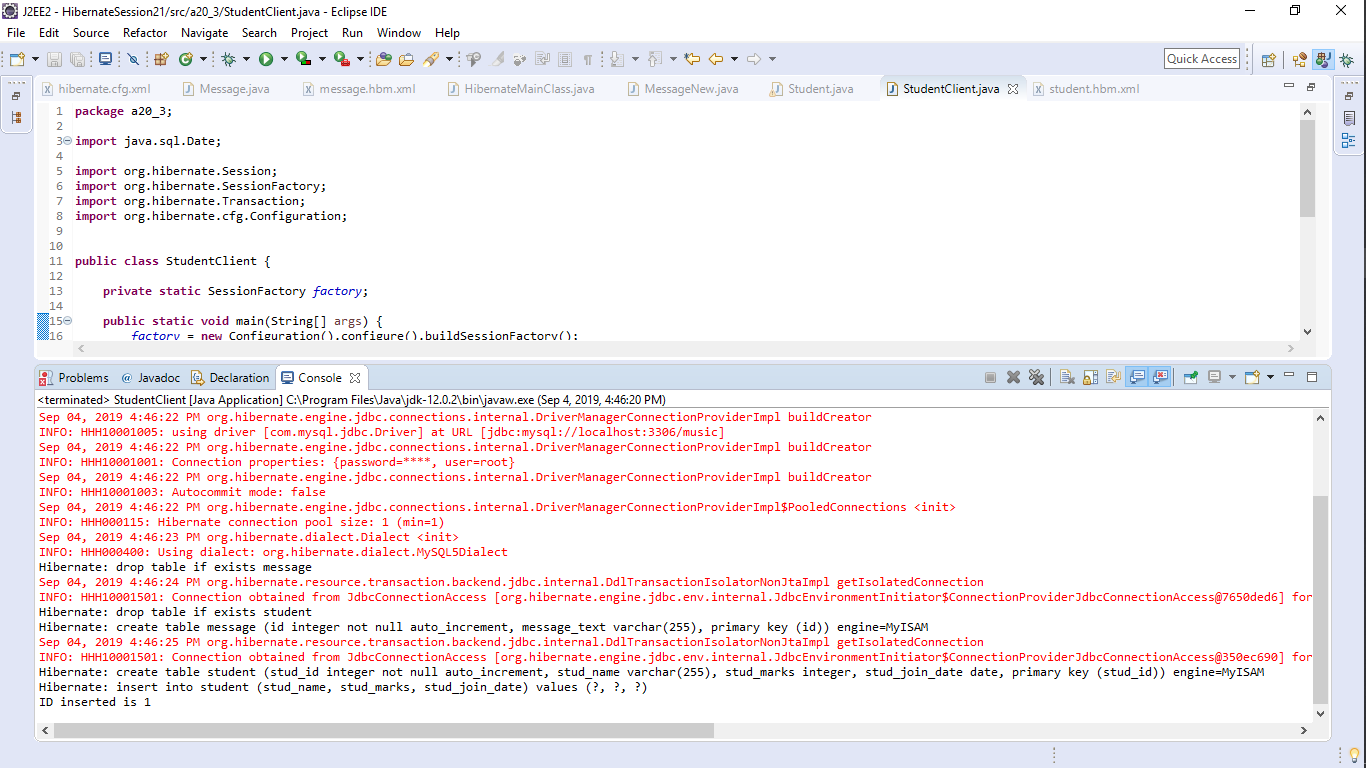 J2EE2 - HibernateSession21/src/a20_3/StudentClient.java - Eclipse IDE
File Edit Source Refactor Navigate Search Project Run Window Help
Quick Access
hibernate.cfg.xml Message.java message.hbm.xml HibernateMainClass.java MessageNew.java Student.java StudentClient.java student.hbm.xml
1 package a20_3;
2
3 import java.sql.Date;
4
5 import org.hibernate.Session;
6 import org.hibernate.SessionFactory;
7 import org.hibernate.Transaction;
8 import org.hibernate.cfg.Configuration;
9
10
11 public class StudentClient {
12
13 private static SessionFactory factory;
14
15 public static void main(String[] args) {
16 factory = new Configuration().configure().buildSessionFactory();
Problems @ Javadoc Declaration Console
<terminated> StudentClient [Java Application] C:\Program Files\Java\jdk-12.0.2\bin\javaw.exe (Sep 4, 2019, 4:46:20 PM)
Sep 04, 2019 4:46:22 PM org.hibernate.engine.jdbc.connections.internal.DriverManagerConnectionProviderImpl buildCreator
INFO: HHH10001005: using driver [com.mysql.jdbc.Driver] at URL [jdbc:mysql://localhost:3306/music]
Sep 04, 2019 4:46:22 PM org.hibernate.engine.jdbc.connections.internal.DriverManagerConnectionProviderImpl buildCreator
INFO: HHH10001001: Connection properties: {password=****, user=root}
Sep 04, 2019 4:46:22 PM org.hibernate.engine.jdbc.connections.internal.DriverManagerConnectionProviderImpl buildCreator
INFO: HHH10001003: Autocommit mode: false
Sep 04, 2019 4:46:22 PM org.hibernate.engine.jdbc.connections.internal.DriverManagerConnectionProviderImpl$PooledConnections <init>
INFO: HHH000115: Hibernate connection pool size: 1 (min=1)
Sep 04, 2019 4:46:23 PM org.hibernate.dialect.Dialect <init>
INFO: HHH000400: Using dialect: org.hibernate.dialect.MySQL5Dialect
Hibernate: drop table if exists message
Sep 04, 2019 4:46:24 PM org.hibernate.resource.transaction.backend.jdbc.internal.DdlTransactionIsolatorNonJtaImpl getIsolatedConnection
INFO: HHH10001501: Connection obtained from JdbcConnectionAccess [org.hibernate.engine.jdbc.env.internal.JdbcEnvironmentInitiator$ConnectionProviderJdbcConnectionAccess@7650ded6] for
Hibernate: drop table if exists student
Hibernate: create table message (id integer not null auto_increment, message_text varchar(255), primary key (id)) engine=MyISAM
Sep 04, 2019 4:46:25 PM org.hibernate.resource.transaction.backend.jdbc.internal.DdlTransactionIsolatorNonJtaImpl getIsolatedConnection
INFO: HHH10001501: Connection obtained from JdbcConnectionAccess [org.hibernate.engine.jdbc.env.internal.JdbcEnvironmentInitiator$ConnectionProviderJdbcConnectionAccess@350ec690] for
Hibernate: create table student (stud_id integer not null auto_increment, stud_name varchar(255), stud_marks integer, stud_join_date date, primary key (stud_id)) engine=MyISAM
Hibernate: insert into student (stud_name, stud_marks, stud_join_date) values (?, ?, ?)
ID inserted is 1